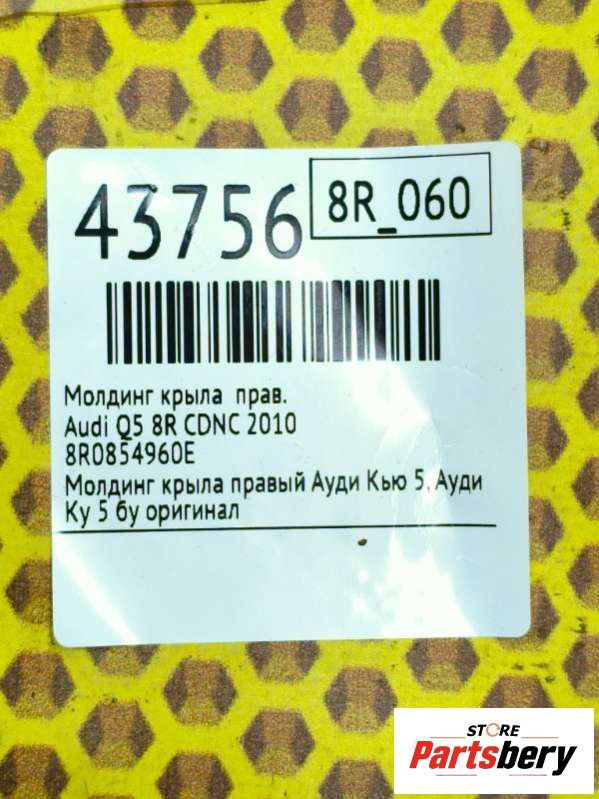 43756
8R_060
Молдинг крыла прав.
Audi Q5 8R CDNC 2010
8R0854960E
Молдинг крыла правый Ауди Кью 5, Ауди
Ку 5 бу оригинал
STORE
Partsbery